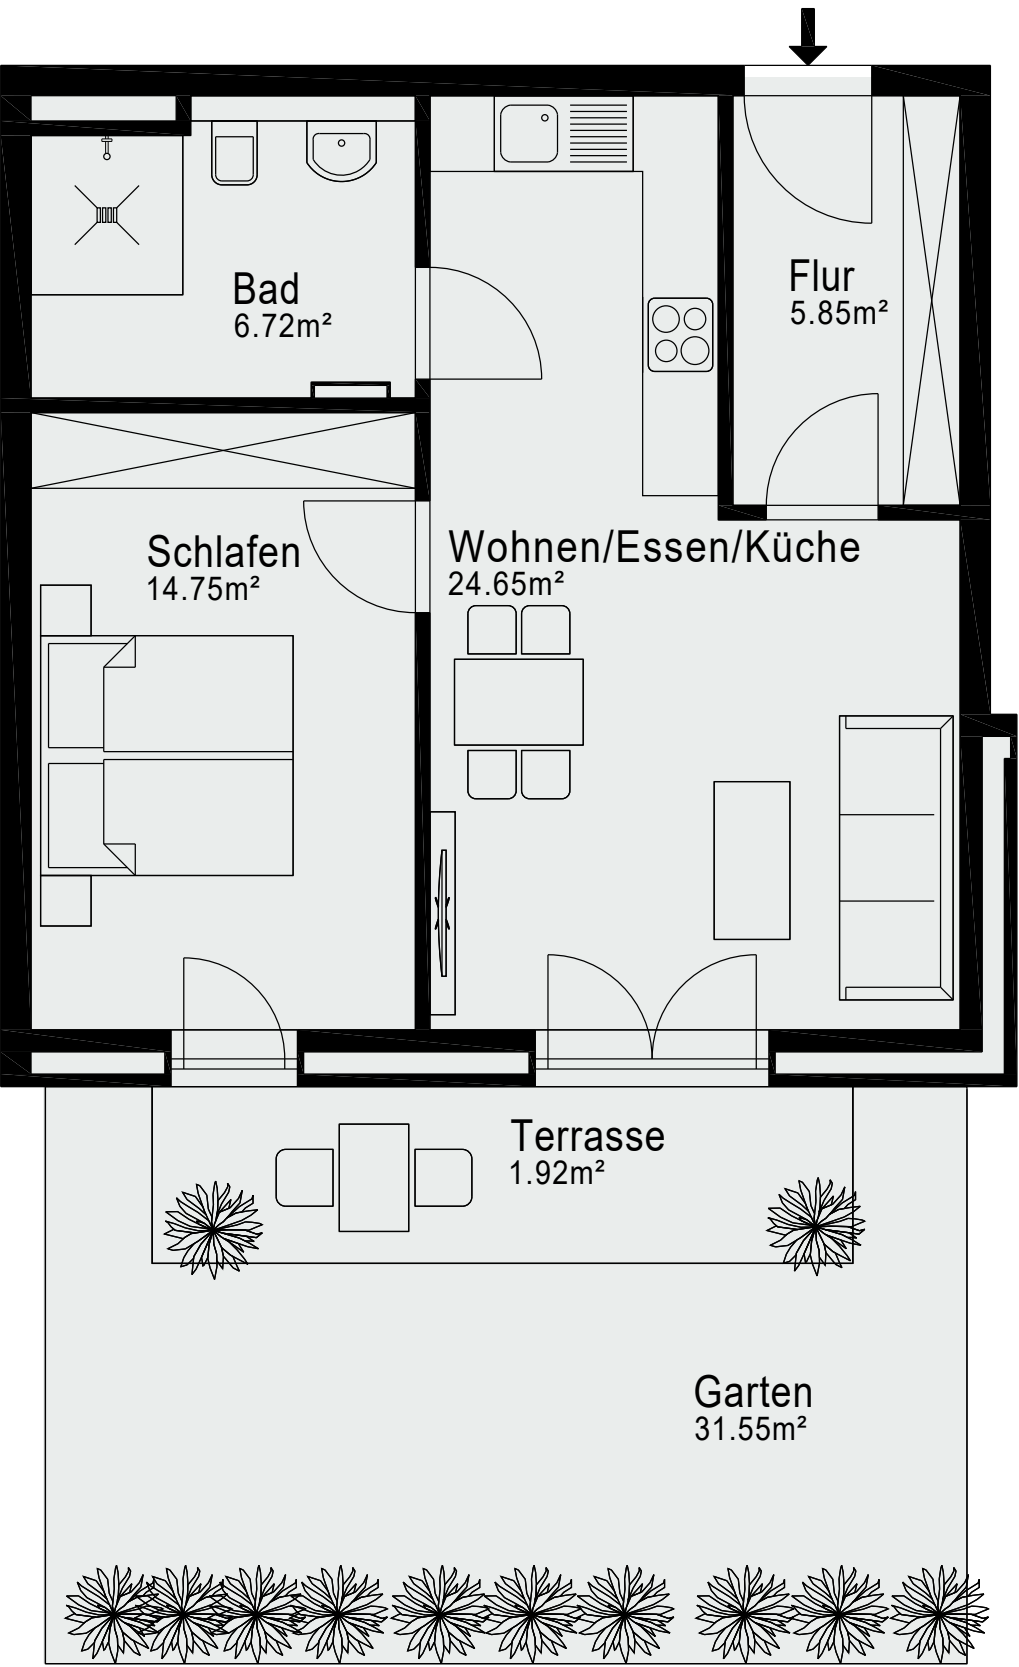 Bad
6.72m²
Flur
5.85m²
Schlafen
14.75m²
Wohnen/Essen/Küche
24.65m²
Terrasse
1.92m²
Garten
31.55m²